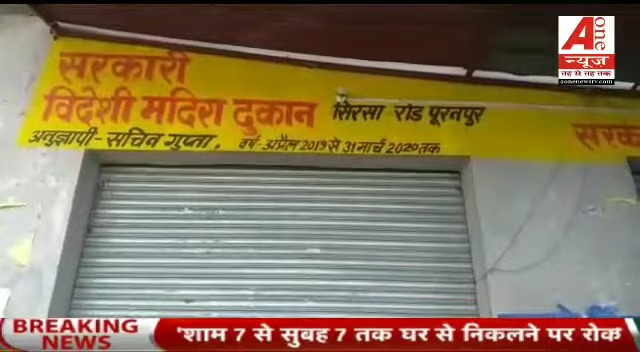 A one
न्यूज़
तह से तह तक
aonenewstv.com
सरकारी
विदेशी मदिरा दुकान सिरसा रोड पूरनपुर
सरक
अनुज्ञापी- सचिन गुप्ता, वर्ष- अप्रैल 2019 से 31 मार्च 2020 तक
BREAKING NEWS
'शाम 7 से सुबह 7 तक घर से निकलने पर रोक